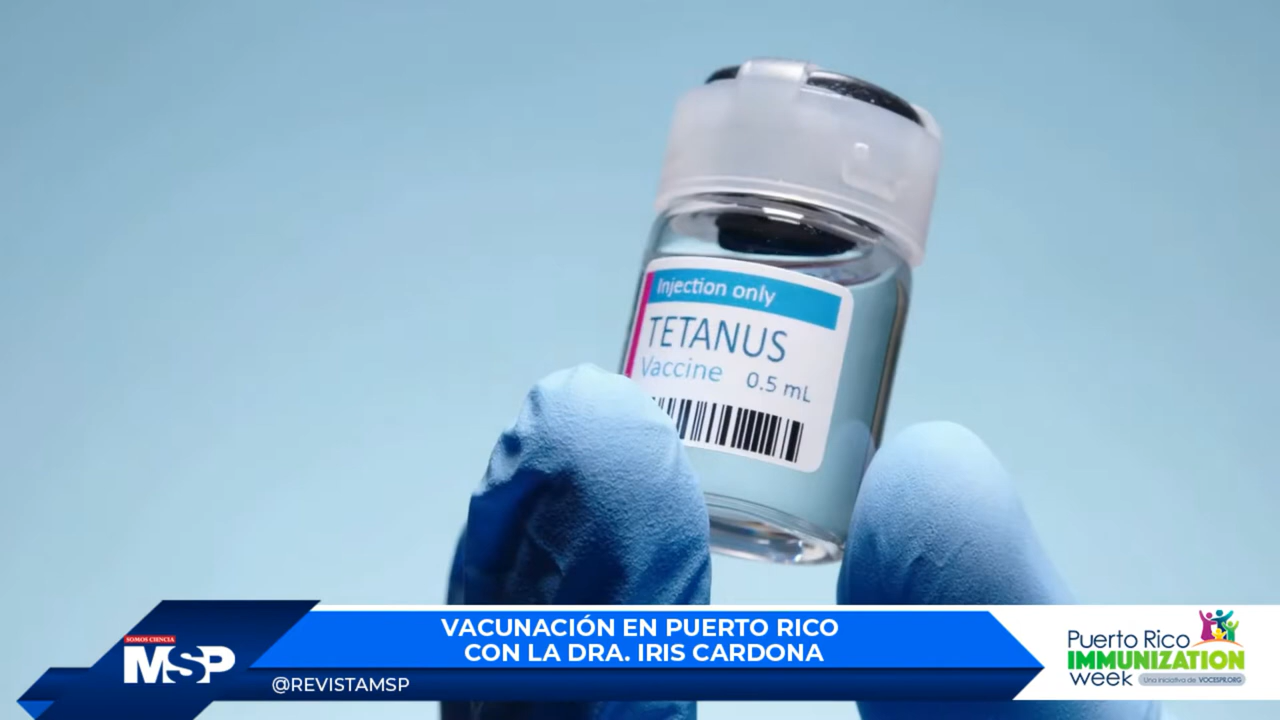 Injection only
TETANUS
Vaccine 0.5 mL
VACUNACIÓN EN PUERTO RICO
CON LA DRA. IRIS CARDONA
SOMOS CIENCIA
MSP
@REVISTAMSP
Puerto Rico
IMMUNIZATION
week
Una iniciativa de VOCESPR.ORG